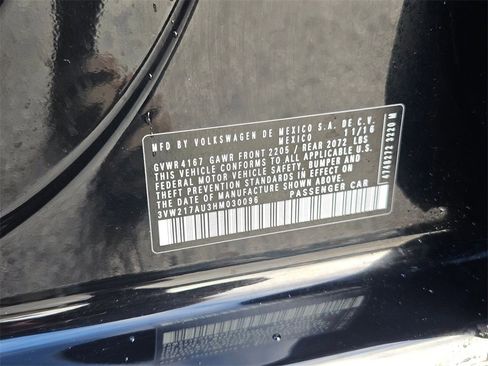 MFD BY VOLKSWAGEN DE MEXICO S.A. DE C.V.
MEXICO 11/16
GVWR 4167 GAWR FRONT 2205 / REAR 2072 LBS
THIS VEHICLE CONFORMS TO ALL APPLICABLE U.S.
FEDERAL MOTOR VEHICLE SAFETY, BUMPER AND
THEFT PREVENTION STANDARDS IN EFFECT ON
THE DATE OF MANUFACTURE SHOWN ABOVE.
3VW217AU3HM030096 PASSENGER CAR